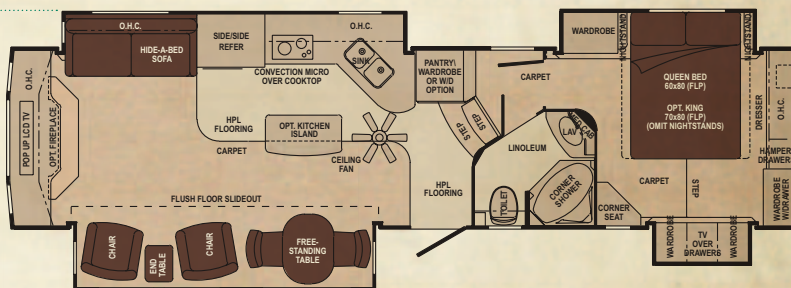 O.H.C.
HIDE-A-BED
SOFA
SIDE/SIDE
REFER
O.H.C.
SINK
CONVECTION MICRO
OVER COOKTOP
PANTRY\
WARDROBE
OR W/D
OPTION
WARDROBE
NIGHTSTAND
NIGHTSTAND
CARPET
QUEEN BED
60x80 (FLP)
OPT. KING
70x80 (FLP)
(OMIT NIGHTSTANDS)
DRESSER
O.H.C.
HAMPER
DRAWERS
WARDROBE
W/DRAWER
O.H.C.
POP UP LCD TV
OPT. FIREPLACE
HPL
FLOORING
CARPET
OPT. KITCHEN
ISLAND
CEILING
FAN
STEP
STEP
HPL
FLOORING
LINOLEUM
MED CAB
LAV
TOILET
CORNER
SHOWER
CORNER
SEAT
CARPET
STEP
FLUSH FLOOR SLIDEOUT
CHAIR
END
TABLE
CHAIR
FREE-
STANDING
TABLE
WARDROBE
TV
OVER
DRAWERS
WARDROBE